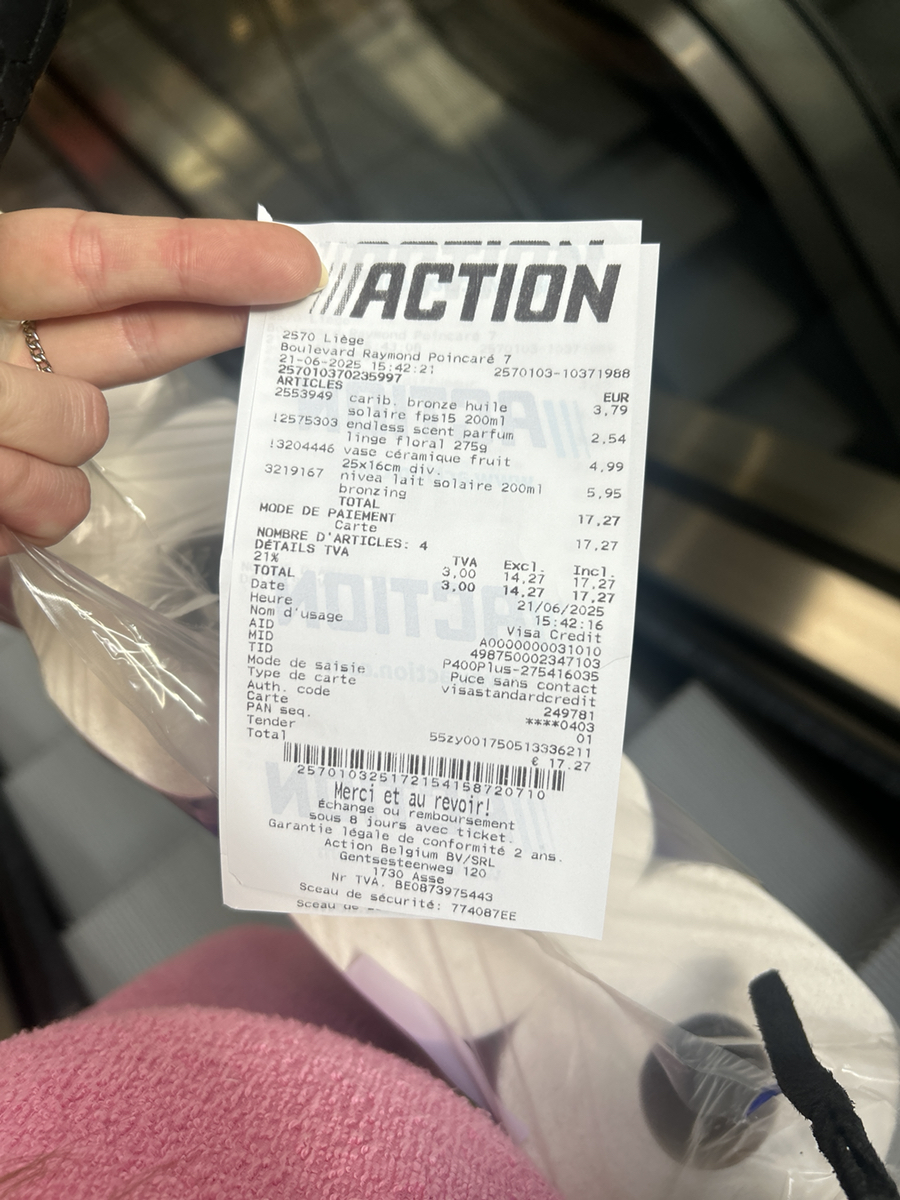 ACTION
2570 Liège
Boulevard Raymond Poincaré 7
21-06-2025 15:42:21 2570103-10371988
257010370235997
ARTICLES EUR
2553949 carib. bronze huile 3,79
solaire fps15 200ml
!2575303 endless scent parfum 2,54
linge floral 275g
!3204446 vase céramique fruit 4,99
25x16cm div.
3219167 nivea lait solaire 200ml 5,95
bronzing
TOTAL 17,27
MODE DE PAIEMENT
Carte 17,27
NOMBRE D'ARTICLES: 4
DÉTAILS TVA TVA Excl. Incl.
21% 3,00 14,27 17,27
TOTAL 3,00 14,27 17,27
Date 21/06/2025
Heure 15:42:16
Nom d'usage Visa Credit
AID A0000000031010
MID 498750002347103
TID P400Plus-275416035
Mode de saisie Puce sans contact
Type de carte visastandardcredit
Auth. code 249781
Carte ****0403
PAN seq. 01
Tender 55zy001750513336211
Total € 17.27
257010325172154158720710
Merci et au revoir!
Échange ou remboursement
sous 8 jours avec ticket.
Garantie légale de conformité 2 ans.
Action Belgium BV/SRL
Gentsesteenweg 120
1730 Asse
Nr TVA. BE0873975443
Sceau de sécurité: 774087EE